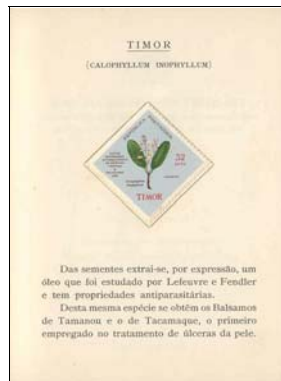 TIMOR
(CALOPHYLLUM INOPHYLLUM)
REPÚBLICA PORTUGUESA
TIMOR
Das sementes extrai-se, por expressão, um
óleo que foi estudado por Lefeuvre e Fendler
e tem propriedades antiparasitárias.
Desta mesma espécie se obtêm os Balsamos
de Tamanou e o de Tacamaque, o primeiro
empregado no tratamento de úlceras da pele.